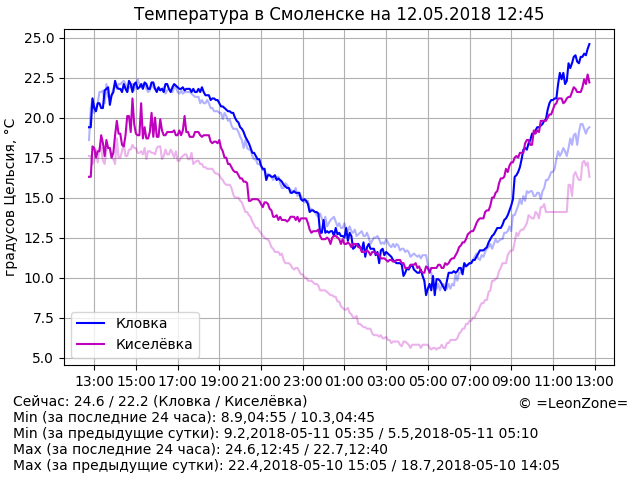 Температура в Смоленске на 12.05.2018 12:45
градусов Цельсия, °C
25.0
22.5
20.0
17.5
15.0
12.5
10.0
7.5
5.0
Кловка
Киселёвка
13:00 15:00 17:00 19:00 21:00 23:00 01:00 03:00 05:00 07:00 09:00 11:00 13:00
Сейчас: 24.6 / 22.2 (Кловка / Киселёвка)
© =LeonZone=
Min (за последние 24 часа): 8.9,04:55 / 10.3,04:45
Min (за предыдущие сутки): 9.2,2018-05-11 05:35 / 5.5,2018-05-11 05:10
Max (за последние 24 часа): 24.6,12:45 / 22.7,12:40
Max (за предыдущие сутки): 22.4,2018-05-10 15:05 / 18.7,2018-05-10 14:05